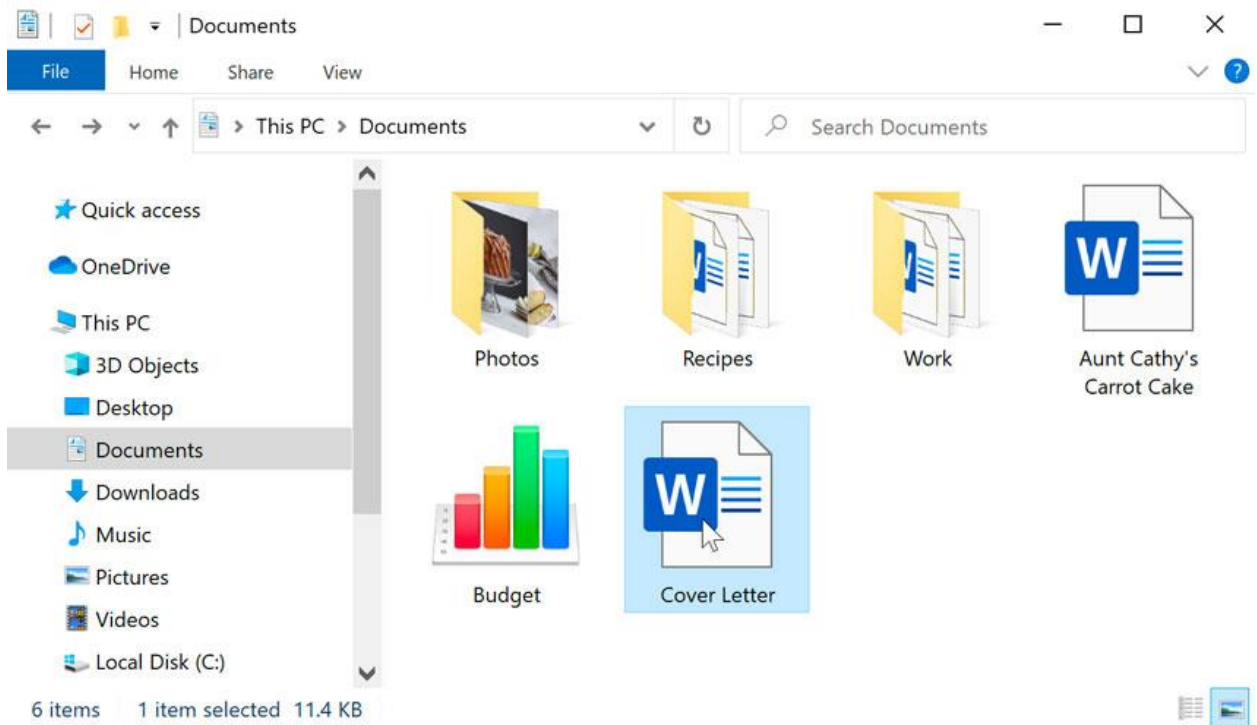 Documents
File Home Share View
?
This PC > Documents
Search Documents
Quick access
OneDrive
This PC
3D Objects
Desktop
Documents
Downloads
Music
Pictures
Videos
Local Disk (C:)
Photos
Recipes
Work
W
Aunt Cathy's
Carrot Cake
Budget
W
Cover Letter
6 items 1 item selected 11.4 KB